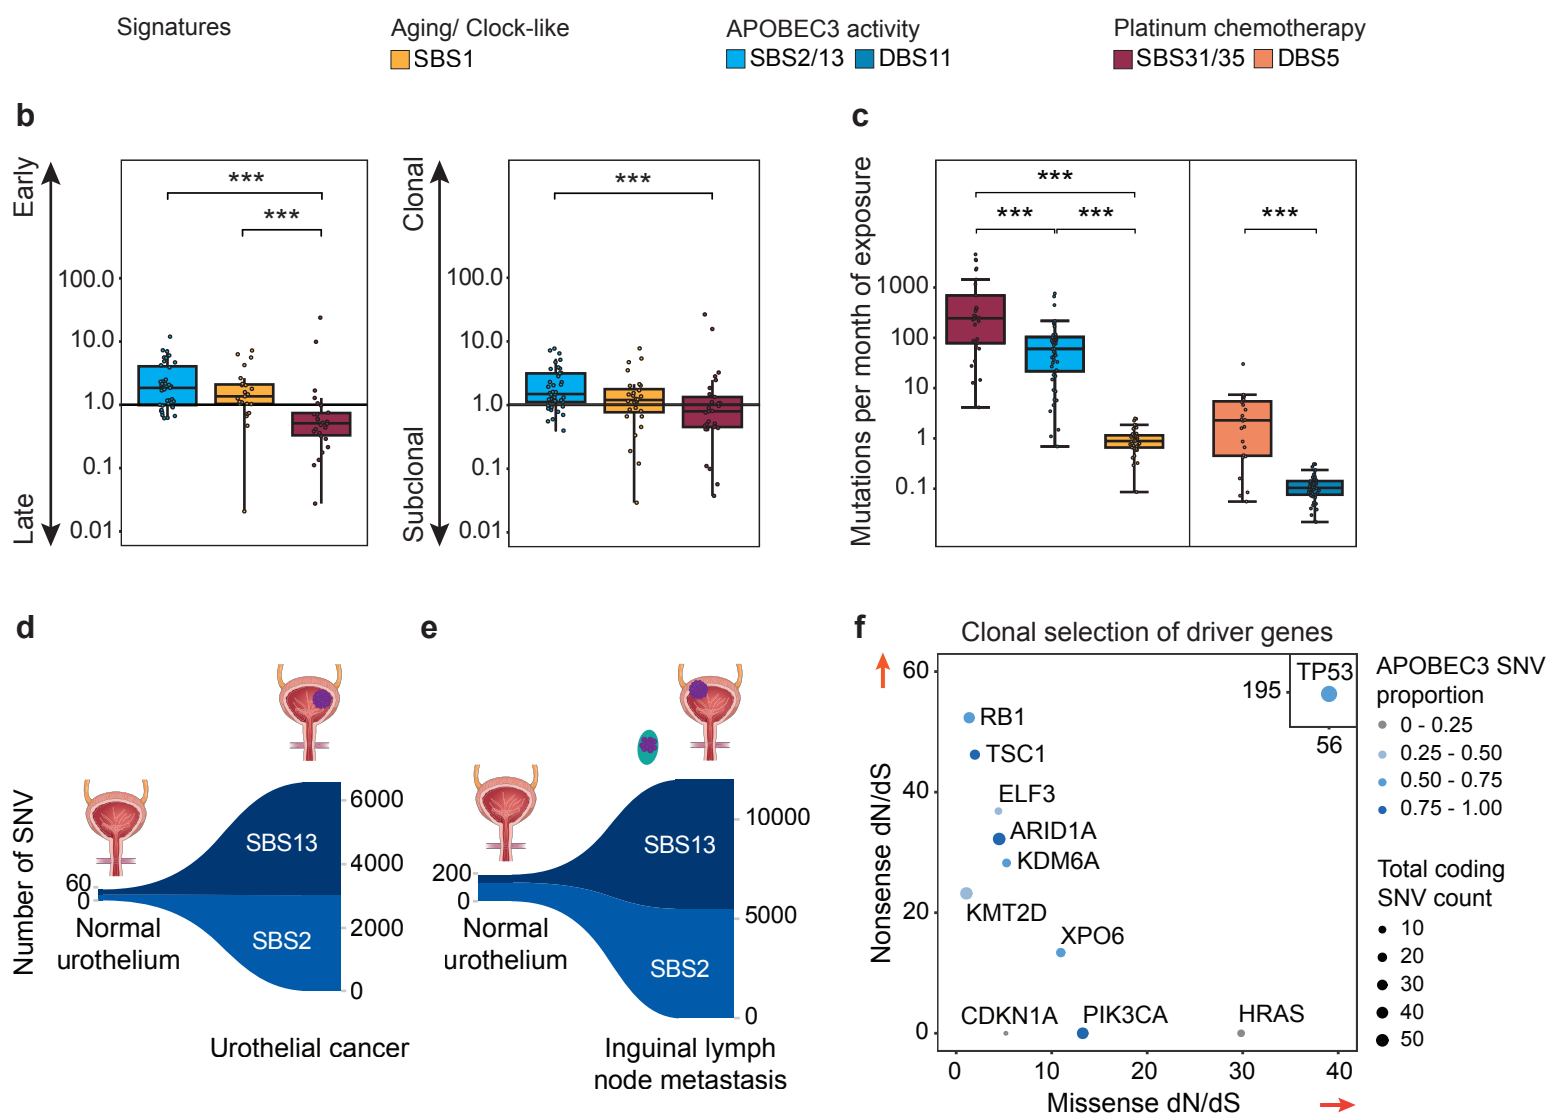 Signatures
Aging/ Clock-like
SBS1
APOBEC3 activity
SBS2/13 DBS11
Platinum chemotherapy
SBS31/35 DBS5
b
Early
Late
***
***
100.0
10.0
1.0
0.1
0.01
Clonal
Subclonal
***
100.0
10.0
1.0
0.1
0.01
c
Mutations per month of exposure
***
***
***
***
1000
100
10
1
0.1
d
Number of SNV
60
0
Normal
urothelium
SBS13
SBS2
6000
4000
2000
0
Urothelial cancer
e
200
0
Normal
urothelium
SBS13
SBS2
10000
5000
0
Inguinal lymph
node metastasis
f
Clonal selection of driver genes
Nonsense dN/dS
60
40
20
0
TP53
195
56
RB1
TSC1
ELF3
ARID1A
KDM6A
KMT2D
XPO6
CDKN1A
PIK3CA
HRAS
0
10
20
30
40
Missense dN/dS
APOBEC3 SNV
proportion
0 - 0.25
0.25 - 0.50
0.50 - 0.75
0.75 - 1.00
Total coding
SNV count
10
20
30
40
50